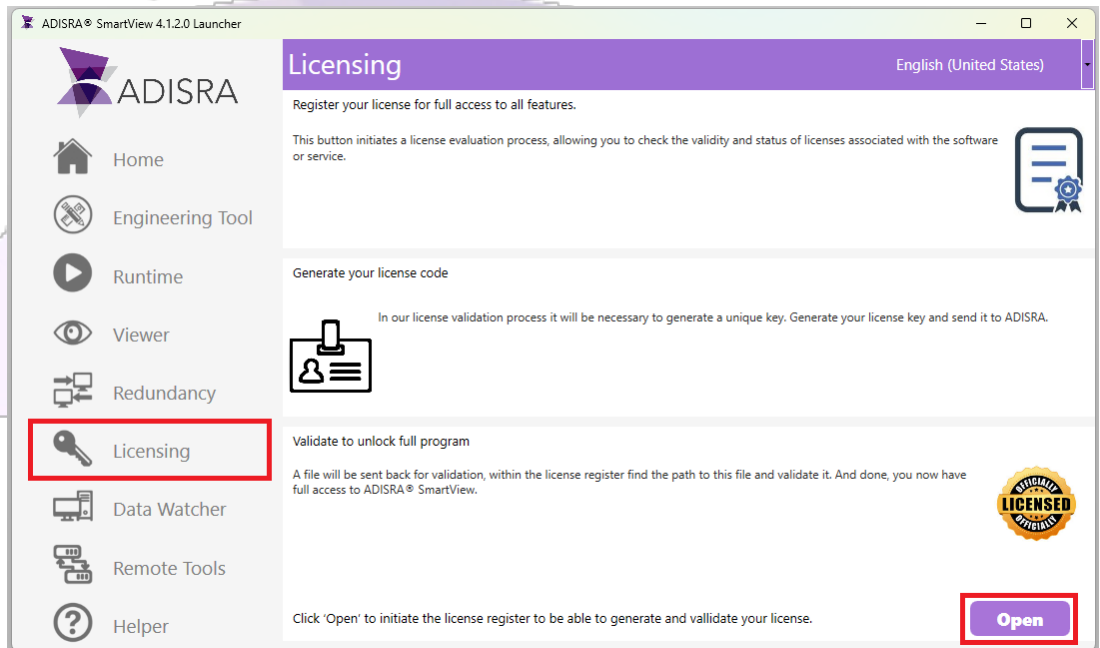 ADISRA® SmartView 4.1.2.0 Launcher
ADISRA
Home
Engineering Tool
Runtime
Viewer
Redundancy
Licensing
Data Watcher
Remote Tools
Helper
Licensing
English (United States)
Register your license for full access to all features.
This button initiates a license evaluation process, allowing you to check the validity and status of licenses associated with the software
or service.
Generate your license code
In our license validation process it will be necessary to generate a unique key. Generate your license key and send it to ADISRA.
Validate to unlock full program
A file will be sent back for validation, within the license register find the path to this file and validate it. And done, you now have
full access to ADISRA® SmartView.
OFFICIALLY
LICENSED
OFFICIALLY
Click 'Open' to initiate the license register to be able to generate and vallidate your license.
Open